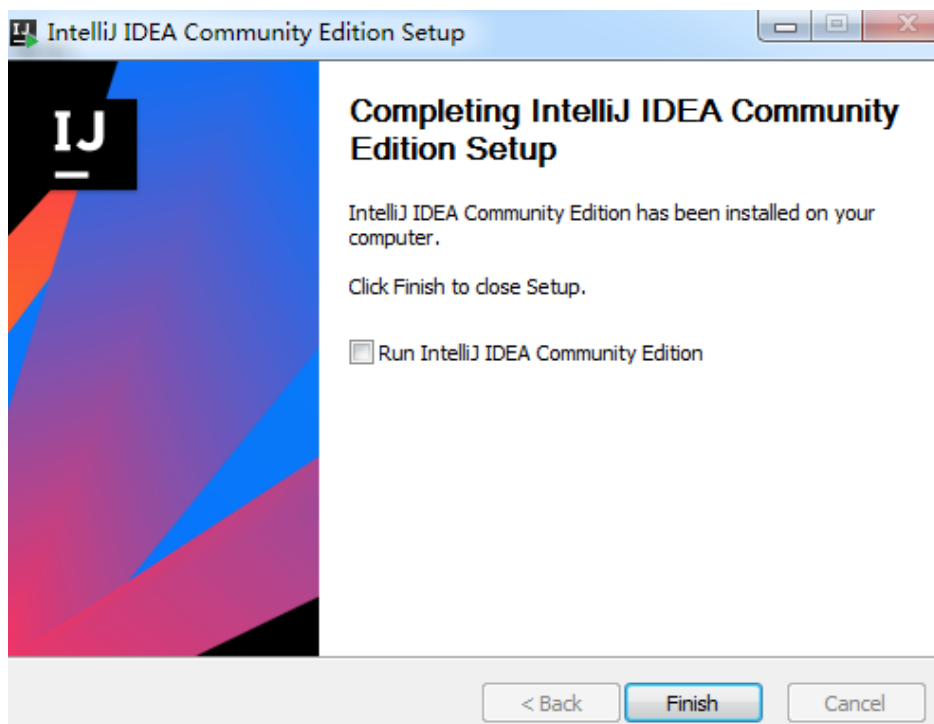 IntelliJ IDEA Community Edition Setup
IJ
Completing IntelliJ IDEA Community
Edition Setup
IntelliJ IDEA Community Edition has been installed on your
computer.
Click Finish to close Setup.
Run IntelliJ IDEA Community Edition
< Back
Finish
Cancel